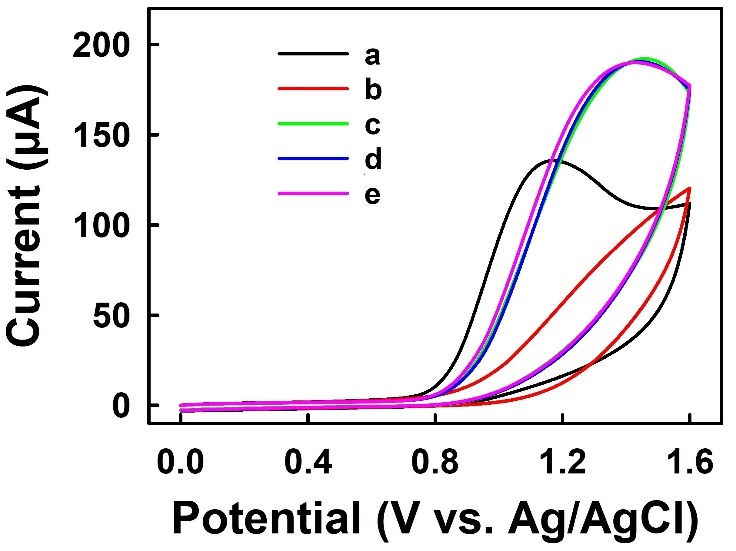 Current (μA)
200
150
100
50
0
a
b
c
d
e
0.0 0.4 0.8 1.2 1.6
Potential (V vs. Ag/AgCl)